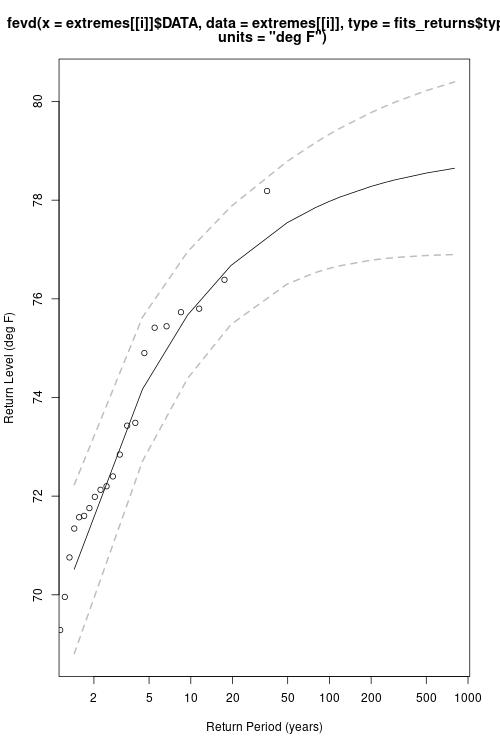 fevd(x = extremes[[i]]$DATA, data = extremes[[i]], type = fits_returns$typ
units = "deg F")
80
78
76
74
72
70
Return Level (deg F)
2 5 10 20 50 100 200 500 1000
Return Period (years)